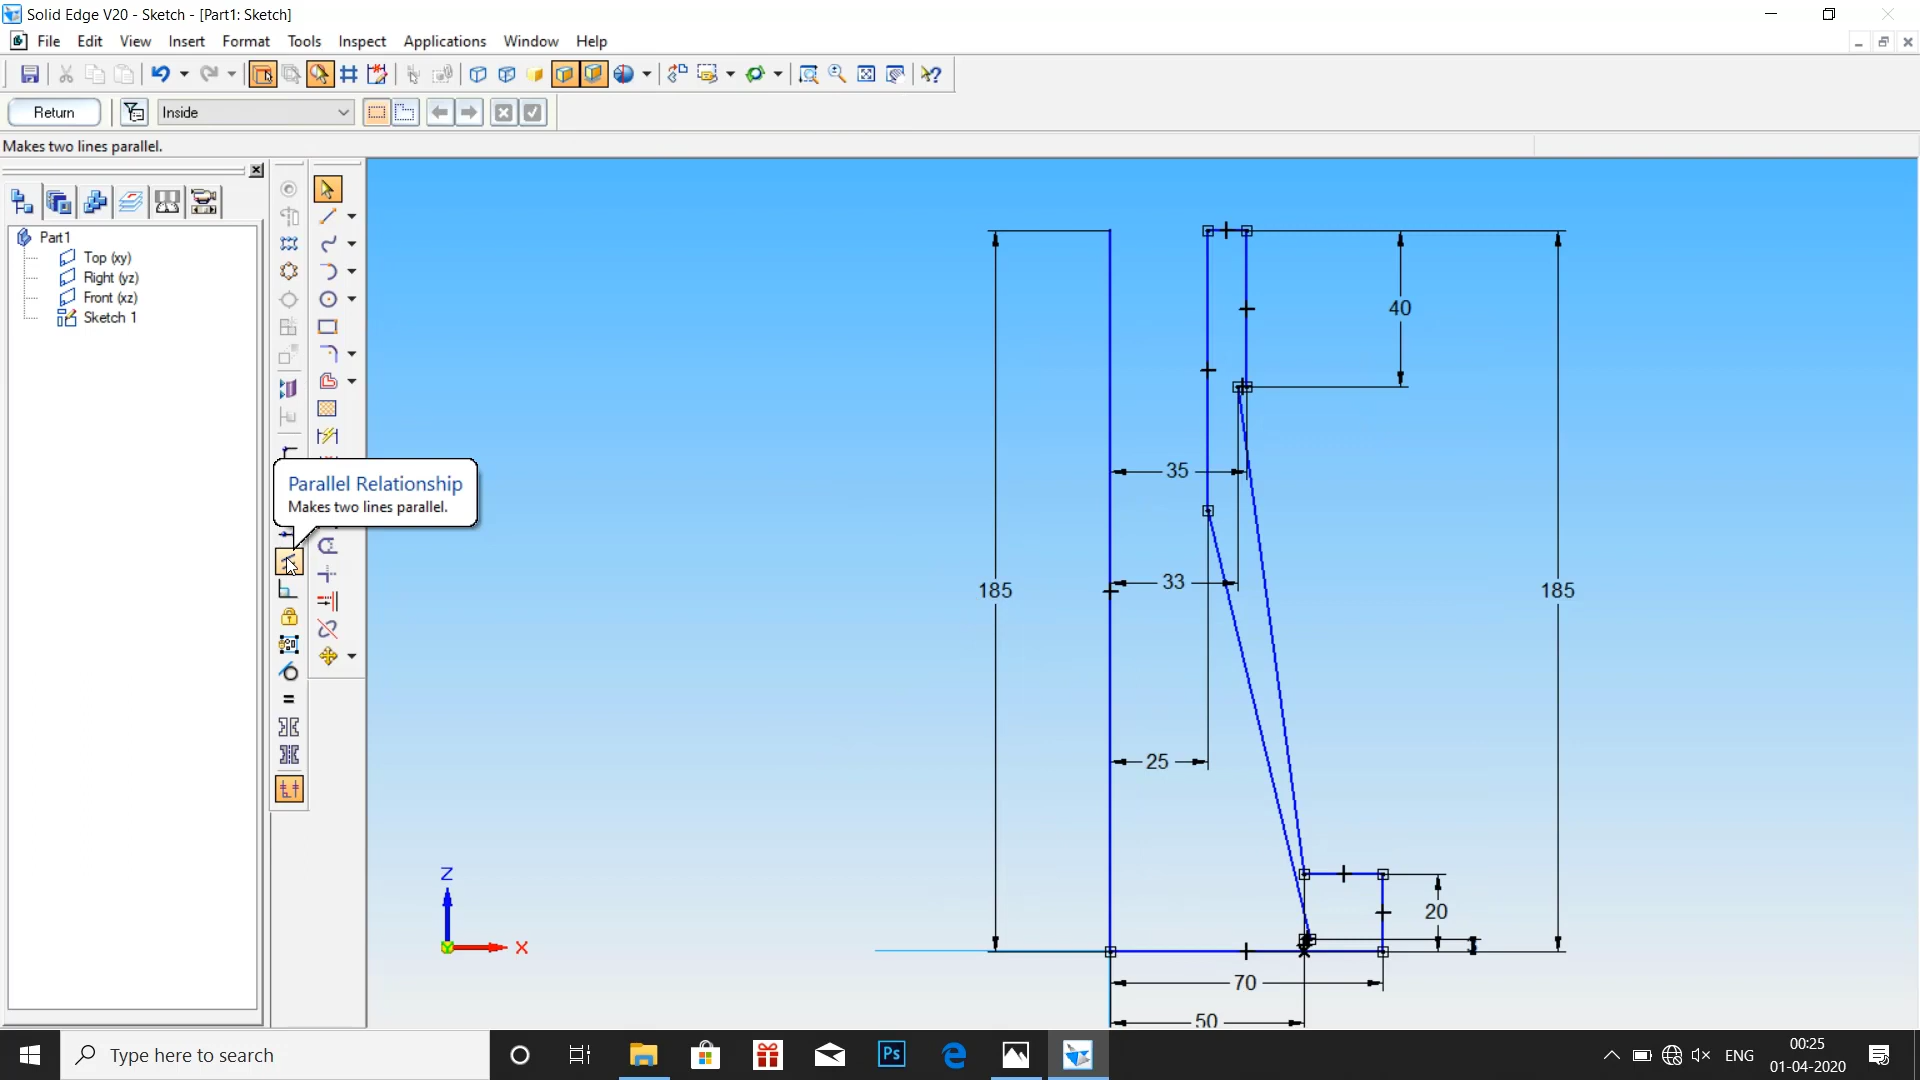 Solid Edge V20 - Sketch - [Part1: Sketch]
File Edit View Insert Format Tools Inspect Applications Window Help
Return Inside
Makes two lines parallel.
Part1
Top (xy)
Right (yz)
Front (xz)
Sketch 1
Parallel Relationship
Makes two lines parallel.
40
35
33
185
185
25
20
70
50
Z
X
Type here to search
Ps
ENG
00:25
01-04-2020